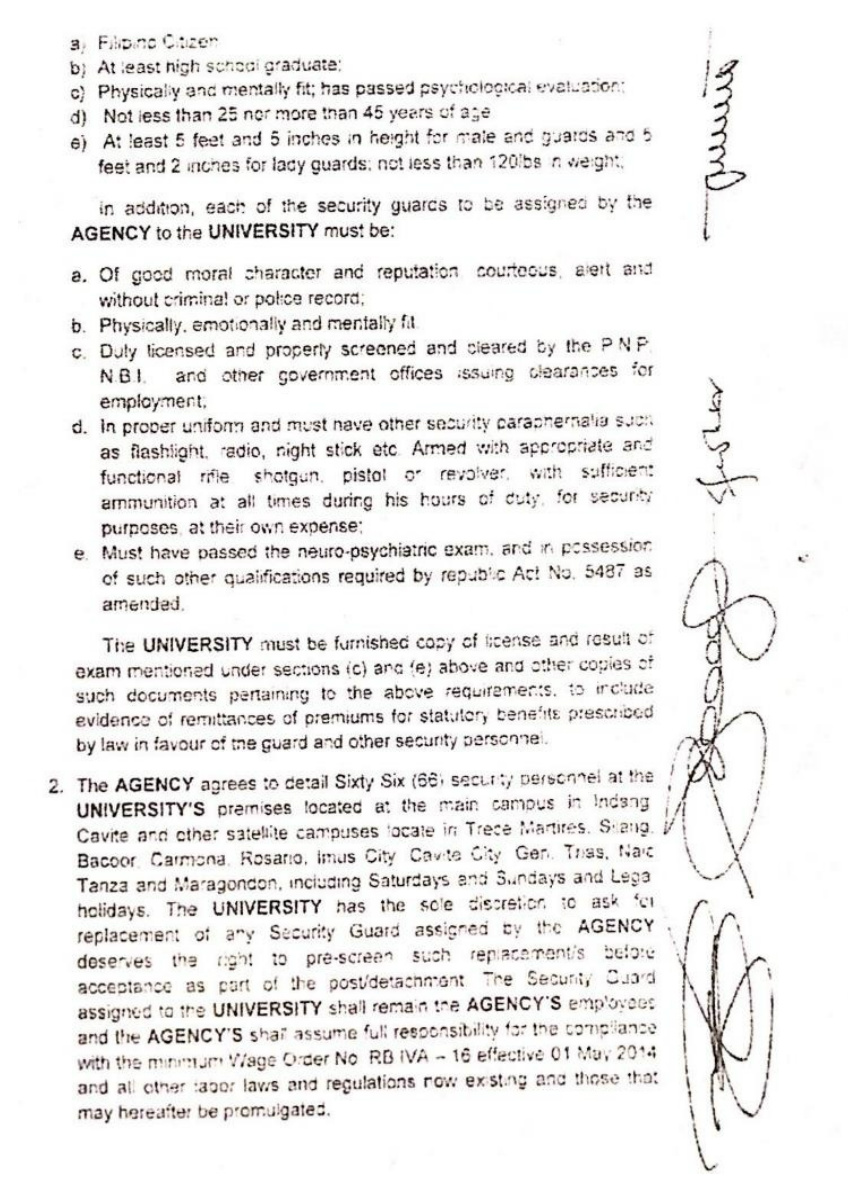 a) Filipino Citizen
b) At least high school graduate;
c) Physically and mentally fit; has passed psychological evaluation;
d) Not less than 25 nor more than 45 years of age
e) At least 5 feet and 5 inches in height for male and guards and 5
feet and 2 inches for lady guards; not less than 120lbs in weight;
In addition, each of the security guards to be assigned by the
AGENCY to the UNIVERSITY must be:
a. Of good moral character and reputation courteous, alert and
without criminal or police record;
b. Physically, emotionally and mentally fit
c. Duly licensed and properly screened and cleared by the P.N.P.
N.B.I. and other government offices issuing clearances for
employment;
d. In proper uniform and must have other security paraphernalia such
as flashlight, radio, night stick etc. Armed with appropriate and
functional rifle shotgun, pistol or revolver, with sufficient
ammunition at all times during his hours of duty, for security
purposes, at their own expense;
e. Must have passed the neuro-psychiatric exam, and in possession
of such other qualifications required by republic Act No. 5487 as
amended.
The UNIVERSITY must be furnished copy of license and result of
exam mentioned under sections (c) and (e) above and other copies of
such documents pertaining to the above requirements, to include
evidence of remittances of premiums for statutory benefits prescribed
by law in favour of the guard and other security personnel.
2. The AGENCY agrees to detail Sixty Six (66) security personnel at the
UNIVERSITY'S premises located at the main campus in Indang
Cavite and other satellite campuses locate in Trece Martires, Silang,
Bacoor, Carmona, Rosario, Imus City, Cavite City, Gen. Trias, Naic
Tanza and Maragondon, including Saturdays and Sundays and Legal
holidays. The UNIVERSITY has the sole discretion to ask for
replacement of any Security Guard assigned by the AGENCY
deserves the right to pre-screen such replacement/s before
acceptance as part of the post/detachment. The Security Guard
assigned to the UNIVERSITY shall remain the AGENCY'S employees
and the AGENCY'S shall assume full responsibility for the compliance
with the minimum Wage Order No. RB IVA – 16 effective 01 May 2014
and all other labor laws and regulations now existing and those that
may hereafter be promulgated.